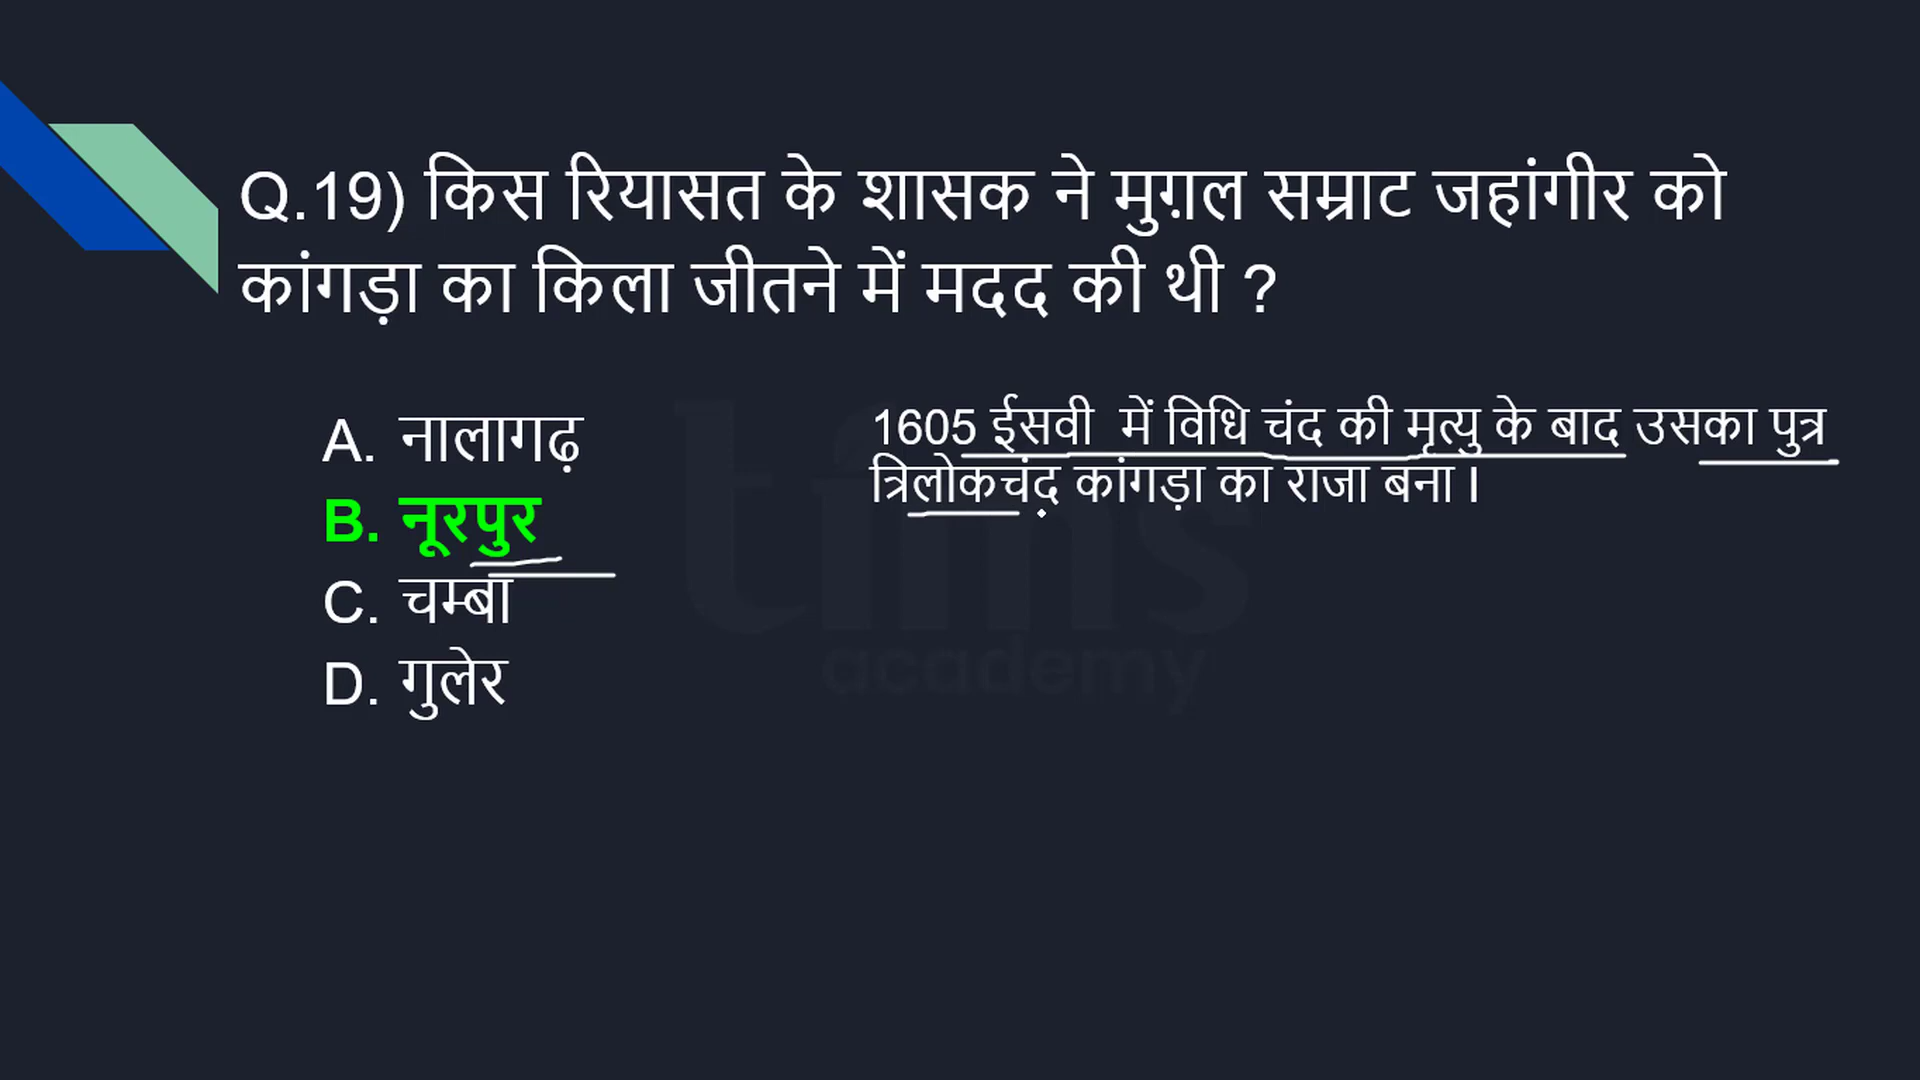 Q.19) किस रियासत के शासक ने मुग़ल सम्राट जहांगीर को
कांगड़ा का किला जीतने में मदद की थी ?
A. नालागढ़
B. नूरपुर
C. चम्बा
D. गुलेर
1605 ईसवी में विधि चंद की मृत्यु के बाद उसका पुत्र
त्रिलोकचंद कांगड़ा का राजा बना ।
tims
academy